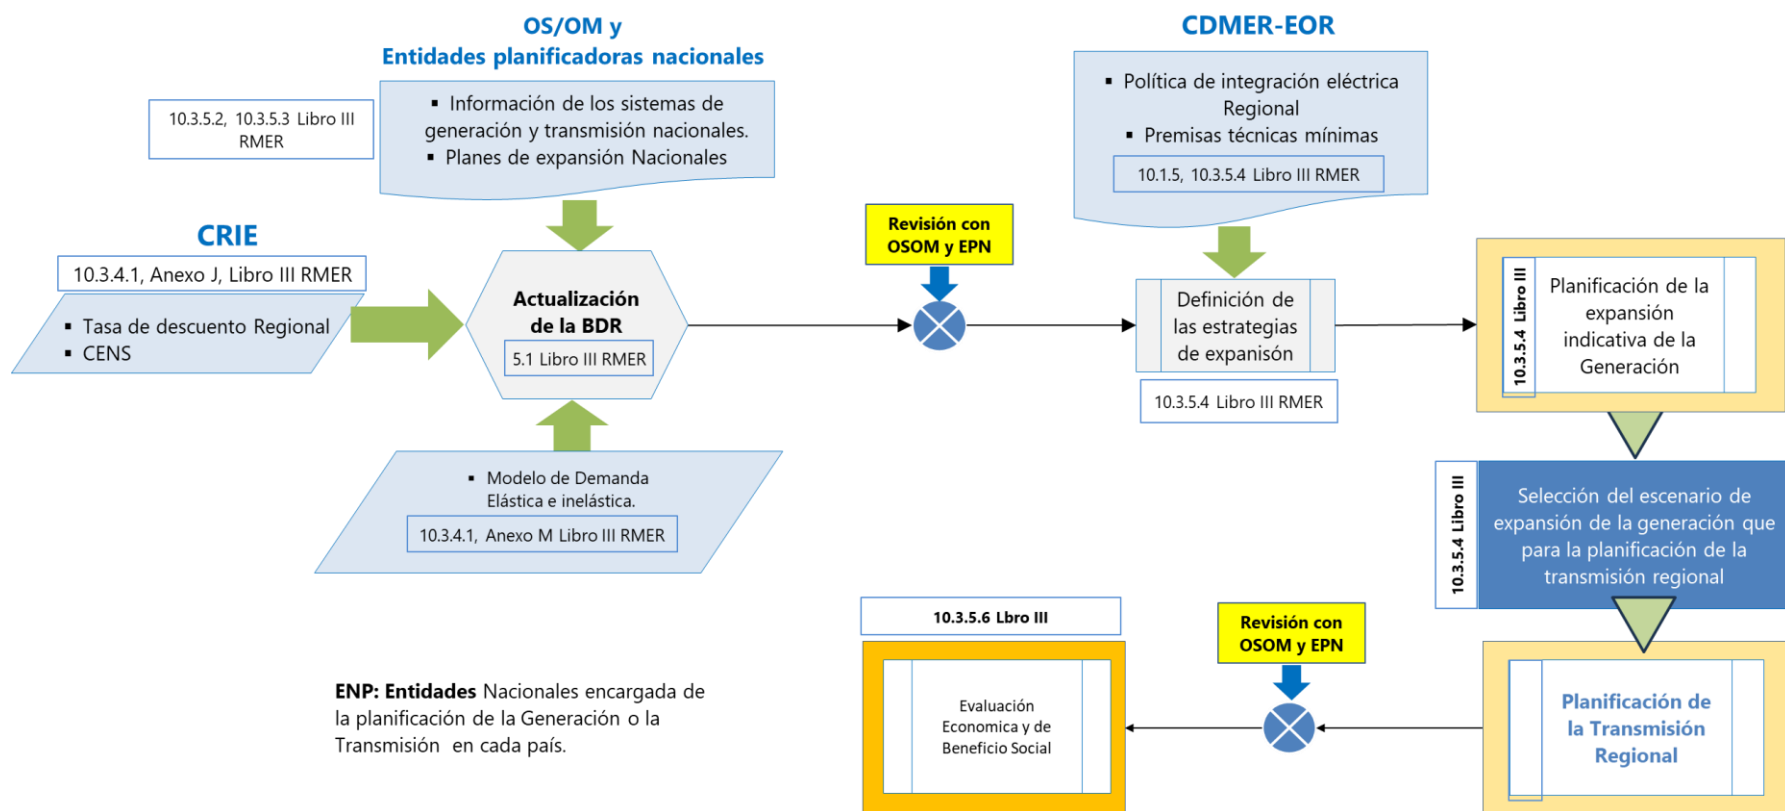 OS/OM y
Entidades planificadoras nacionales
▪ Información de los sistemas de
generación y transmisión nacionales.
▪ Planes de expansión Nacionales
10.3.5.2, 10.3.5.3 Libro III
RMER
CDMER-EOR
▪ Política de integración eléctrica
Regional
▪ Premisas técnicas mínimas
10.1.5, 10.3.5.4 Libro III RMER
CRIE
10.3.4.1, Anexo J, Libro III RMER
▪ Tasa de descuento Regional
▪ CENS
Actualización
de la BDR
5.1 Libro III RMER
▪ Modelo de Demanda
Elástica e inelástica.
10.3.4.1, Anexo M Libro III RMER
Revisión con
OSOM y EPN
Definición de
las estrategias
de expanisón
10.3.5.4 Libro III RMER
10.3.5.4 Libro III
Planificación de la
expansión
indicativa de la
Generación
10.3.5.4 Libro III
Selección del escenario de
expansión de la generación que
para la planificación de la
transmisión regional
Planificación de
la Transmisión
Regional
Revisión con
OSOM y EPN
10.3.5.6 Lbro III
Evaluación
Economica y de
Beneficio Social
ENP: Entidades Nacionales encargada de
la planificación de la Generación o la
Transmisión en cada país.